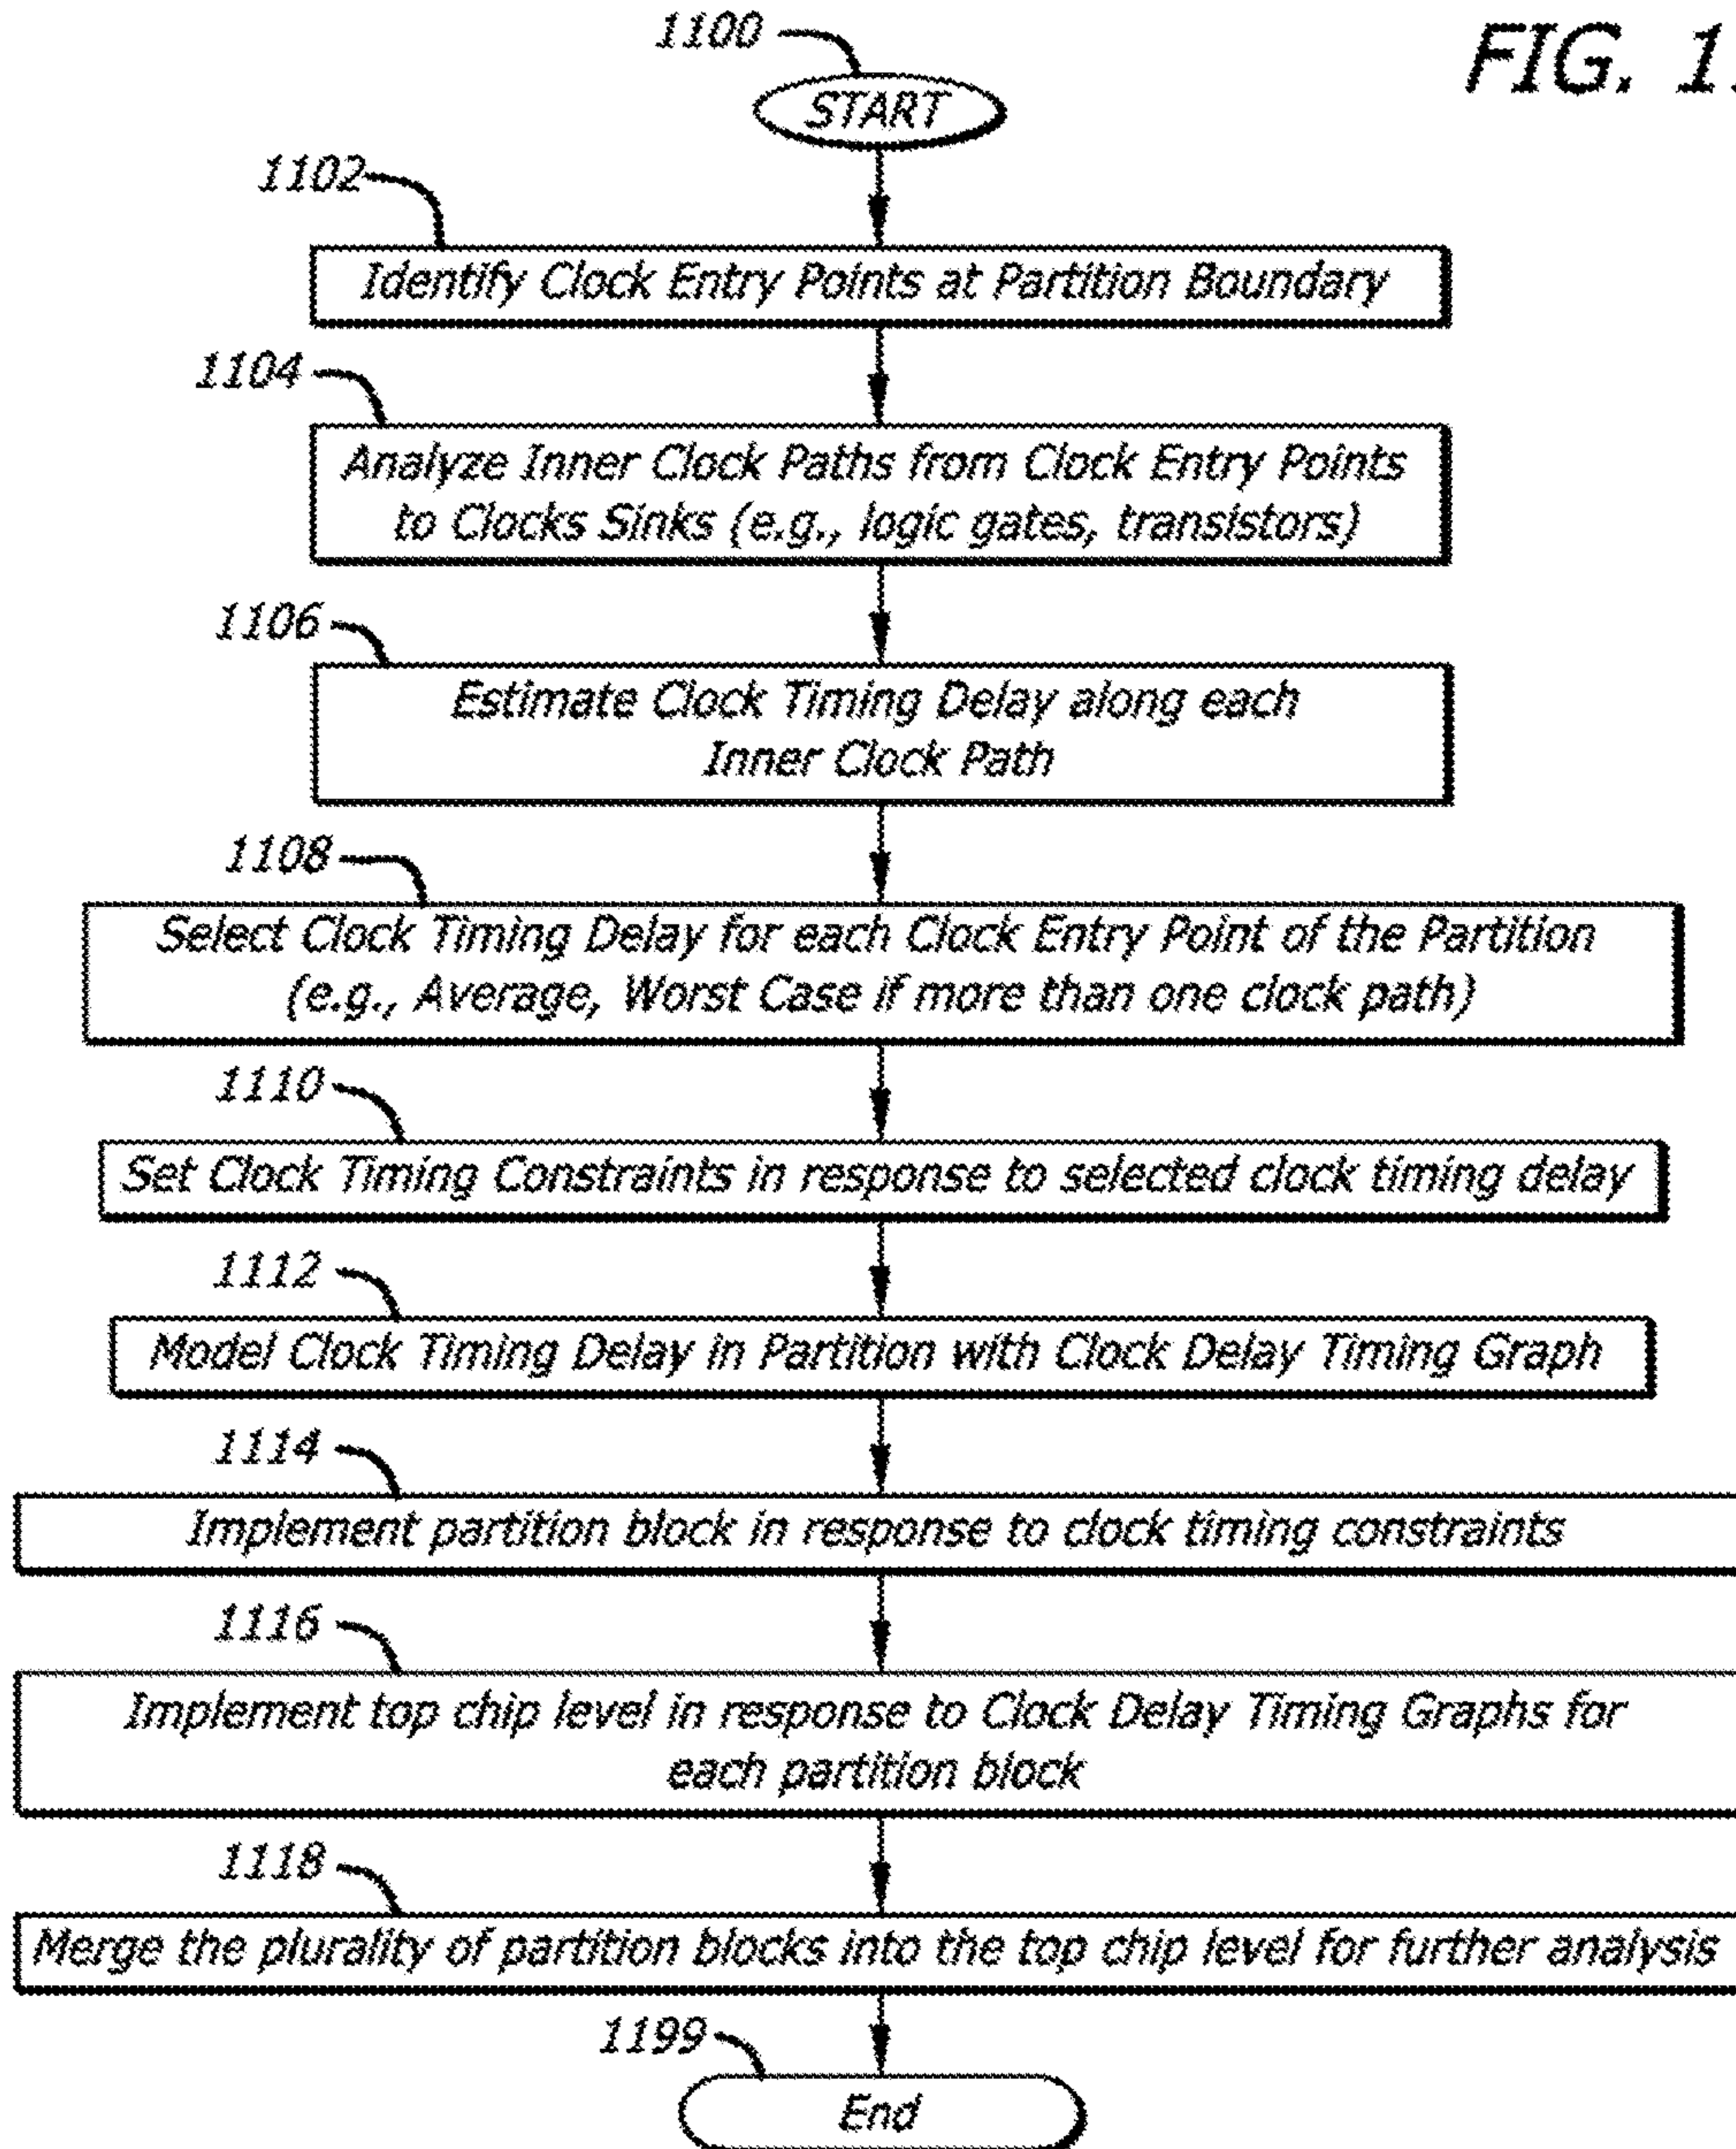 1100
FIG. 11
START
1102
Identify Clock Entry Points at Partition Boundary
1104
Analyze Inner Clock Paths from Clock Entry Points
to Clocks Sinks (e.g., logic gates, transistors)
1106
Estimate Clock Timing Delay along each
Inner Clock Path
1108
Select Clock Timing Delay for each Clock Entry Point of the Partition
(e.g., Average, Worst Case if more than one clock path)
1110
Set Clock Timing Constraints in response to selected clock timing delay
1112
Model Clock Timing Delay in Partition with Clock Delay Timing Graph
1114
Implement partition block in response to clock timing constraints
1116
Implement top chip level in response to Clock Delay Timing Graphs for
each partition block
1118
Merge the plurality of partition blocks into the top chip level for further analysis
1199
End